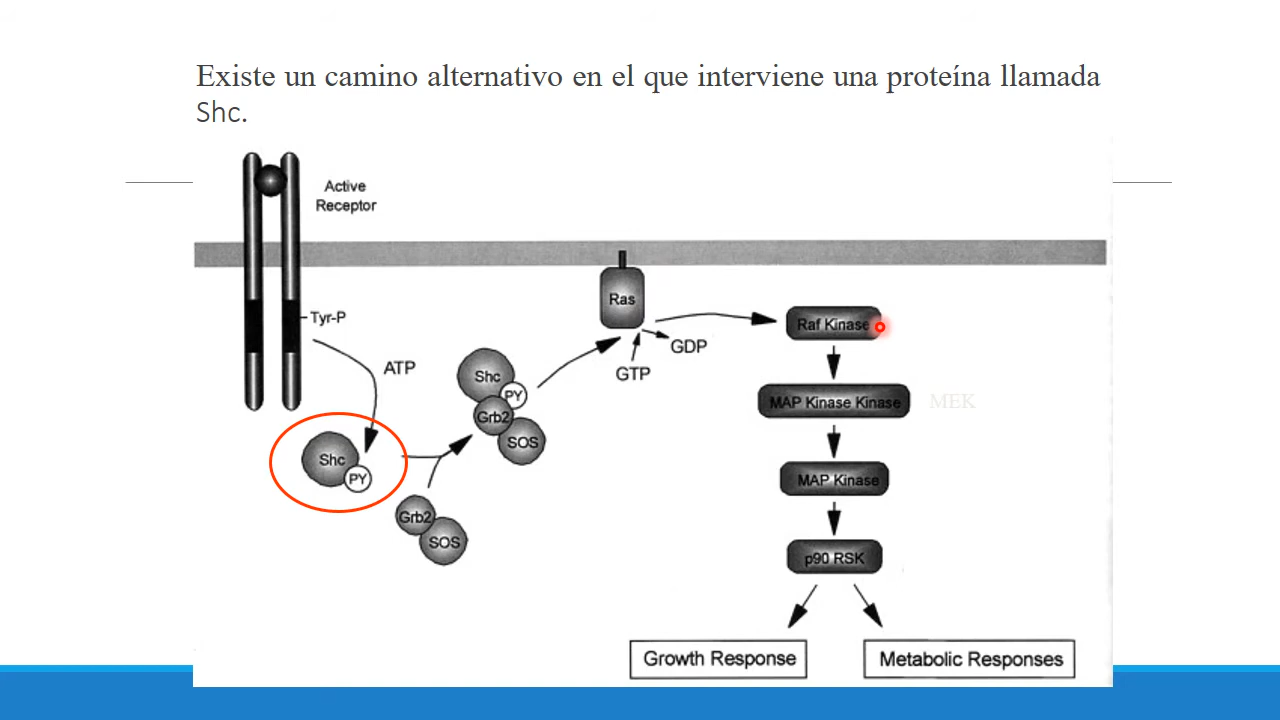 Existe un camino alternativo en el que interviene una proteína llamada
Shc.
Active
Receptor
Tyr-P
ATP
Shc
PY
Grb2
SOS
Shc
PY
Grb2
SOS
Ras
GTP
GDP
Raf Kinase
MAP Kinase Kinase
MEK
MAP Kinase
p90 RSK
Growth Response
Metabolic Responses